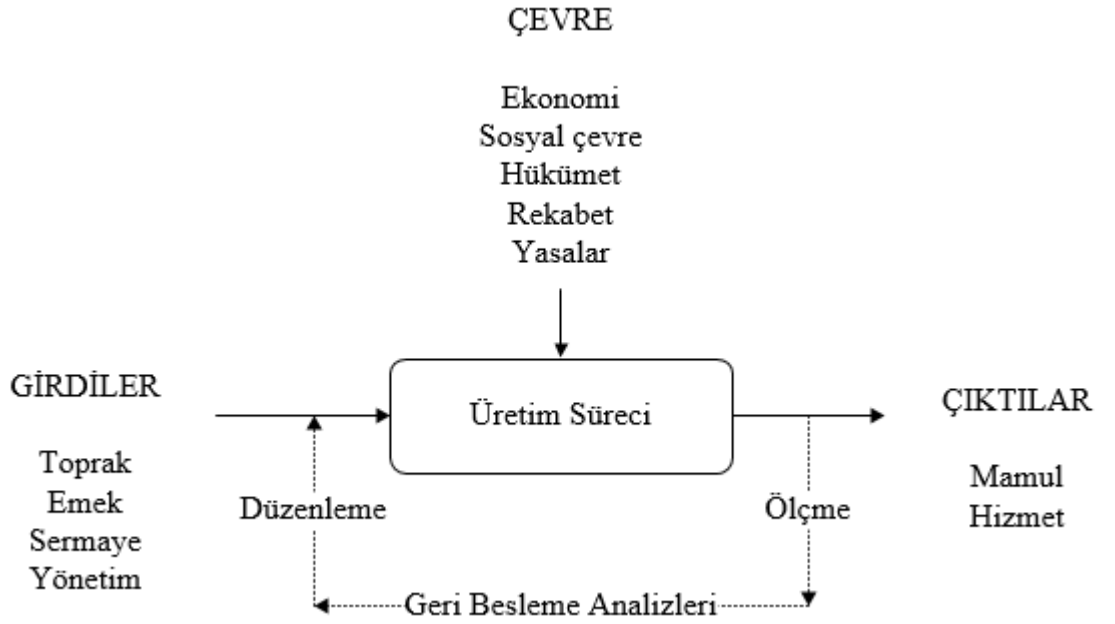 ÇEVRE
Ekonomi
Sosyal çevre
Hükümet
Rekabet
Yasalar
GİRDİLER
Toprak
Emek
Sermaye
Yönetim
Üretim Süreci
Düzenleme
Ölçme
Geri Besleme Analizleri
ÇIKTILAR
Mamul
Hizmet